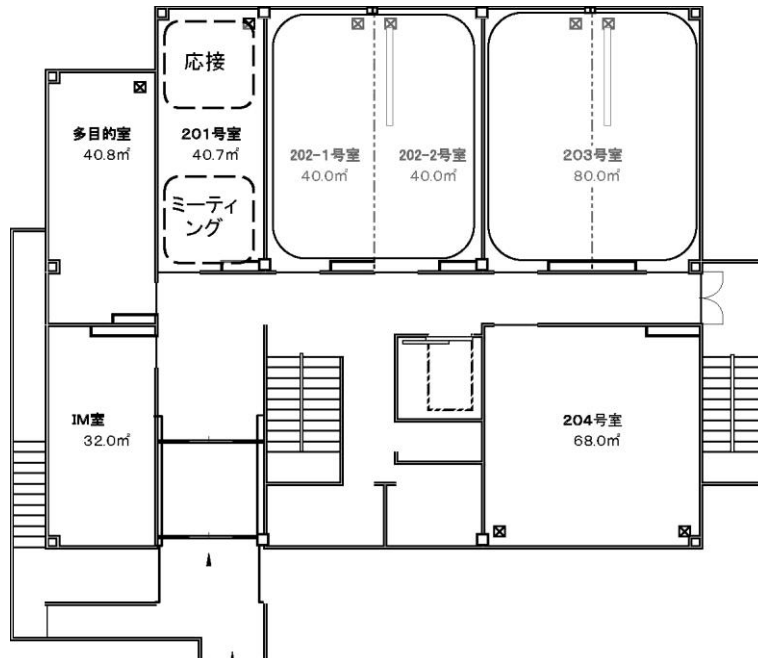 応接
多目的室
40.8㎡
201号室
40.7㎡
202-1号室
40.0㎡
202-2号室
40.0㎡
203号室
80.0㎡
ミーティ
ング
IM室
32.0㎡
204号室
68.0㎡